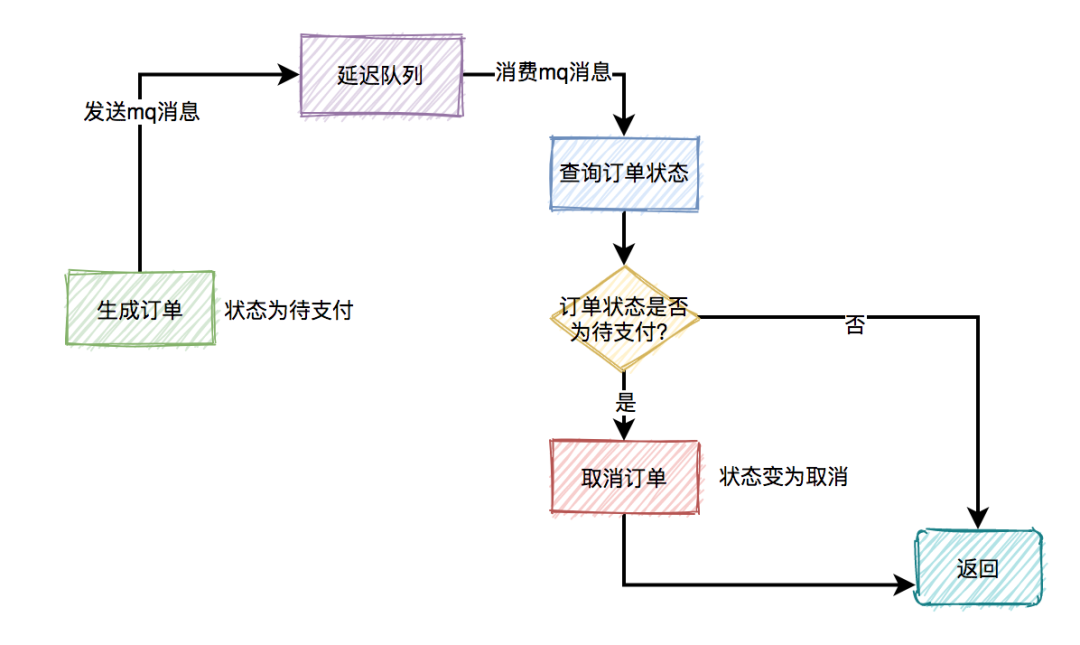 延迟队列
消费mq消息
发送mq消息
查询订单状态
生成订单
状态为待支付
订单状态是否
为待支付?
否
是
取消订单
状态变为取消
返回